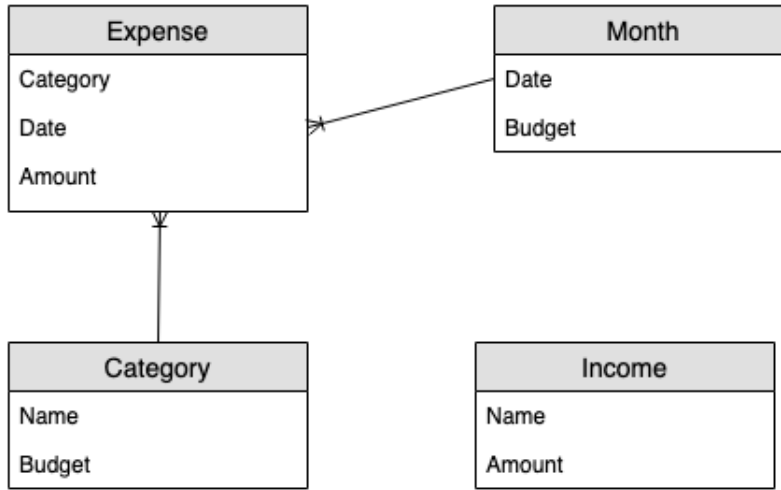 Expense
Category
Date
Amount
Month
Date
Budget
Category
Name
Budget
Income
Name
Amount